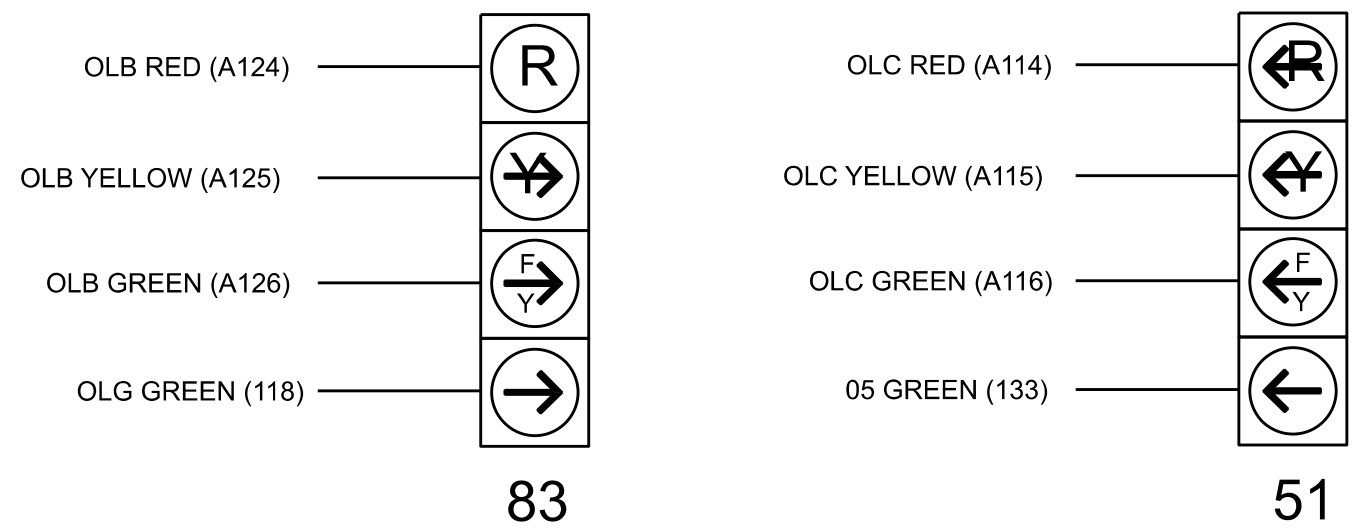 OLB RED (A124)
R
OLB YELLOW (A125)
Y
OLB GREEN (A126)
F
Y
OLG GREEN (118)
83
OLC RED (A114)
R
OLC YELLOW (A115)
Y
OLC GREEN (A116)
F
Y
05 GREEN (133)
51